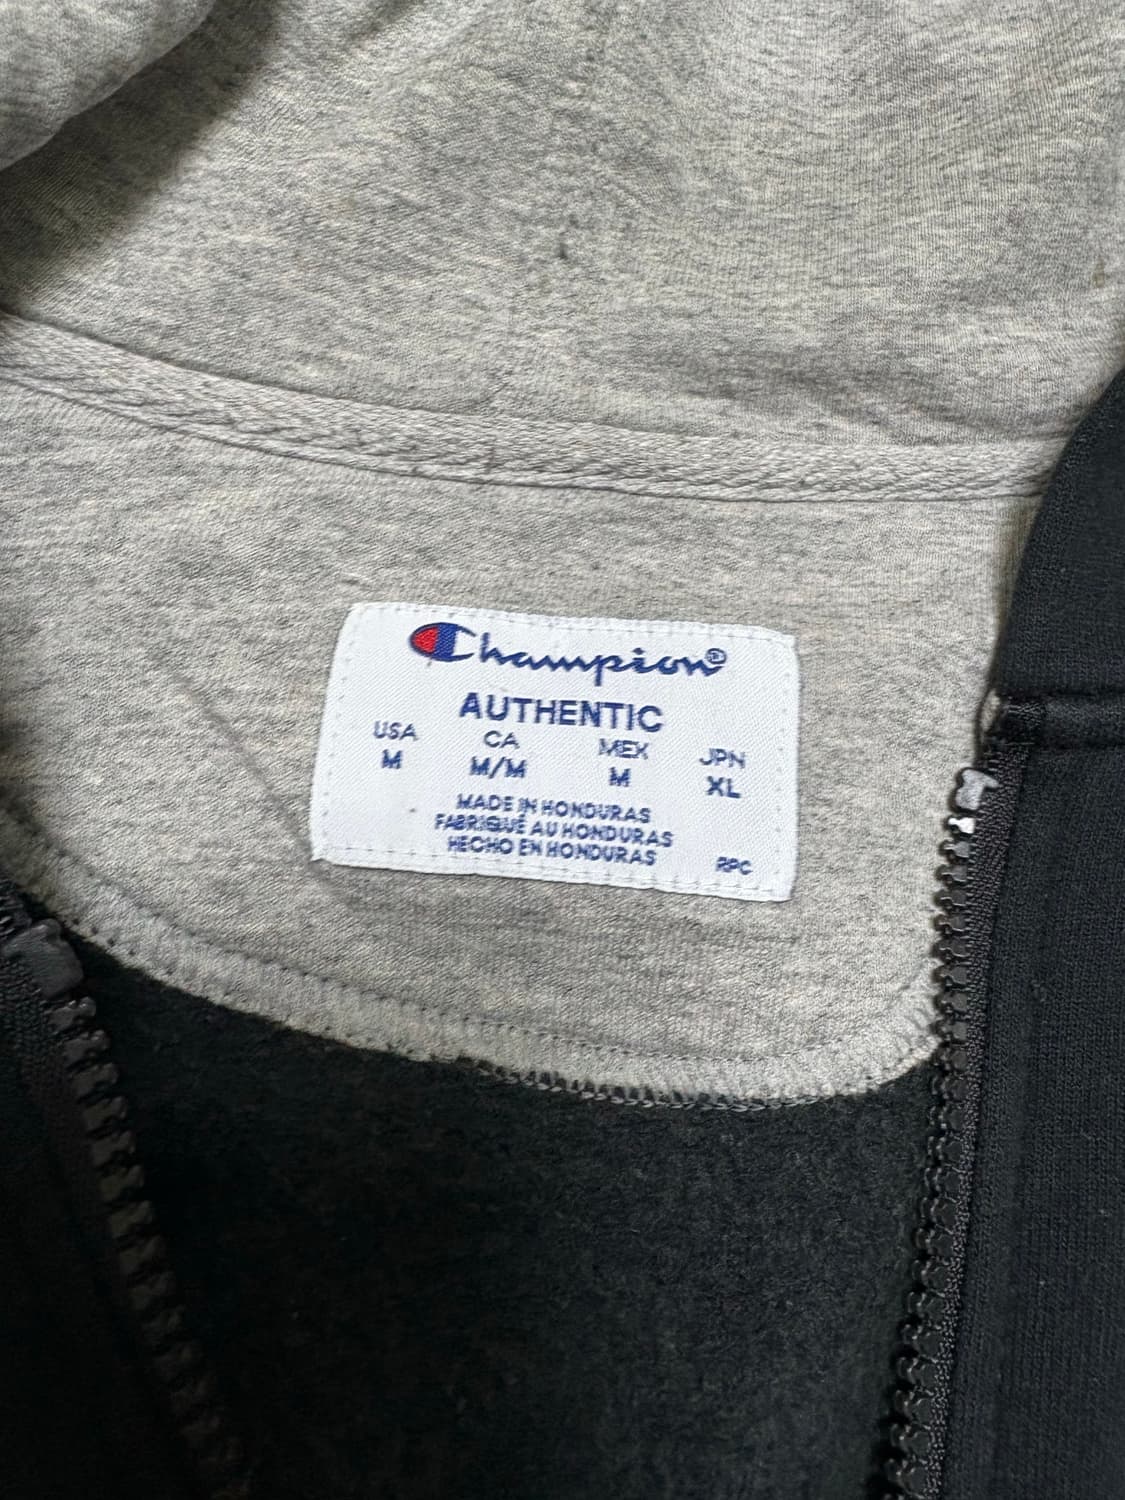 Champion®
AUTHENTIC
USA CA MEX JPN
M M/M M XL
MADE IN HONDURAS
FABRIQUÉ AU HONDURAS
HECHO EN HONDURAS RPC